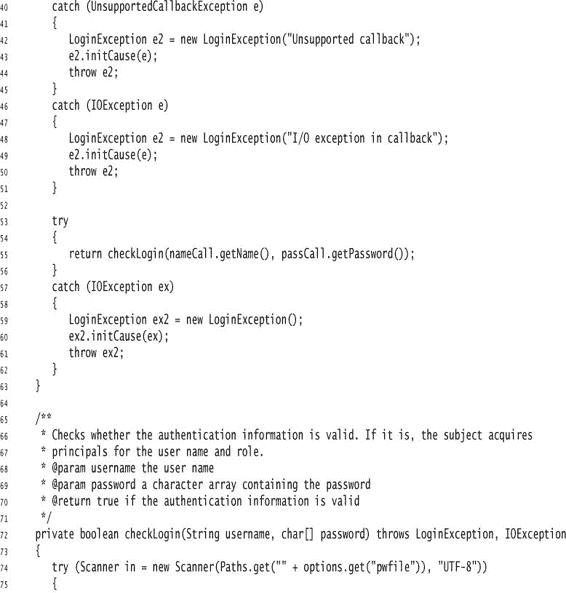 40 catch (UnsupportedCallbackException e)
41 {
42 LoginException e2 = new LoginException("Unsupported callback");
43 e2.initCause(e);
44 throw e2;
45 }
46 catch (IOException e)
47 {
48 LoginException e2 = new LoginException("I/O exception in callback");
49 e2.initCause(e);
50 throw e2;
51 }
52
53 try
54 {
55 return checkLogin(nameCall.getName(), passCall.getPassword());
56 }
57 catch (IOException ex)
58 {
59 LoginException ex2 = new LoginException();
60 ex2.initCause(ex);
61 throw ex2;
62 }
63 }
64
65 /**
66 * Checks whether the authentication information is valid. If it is, the subject acquires
67 * principals for the user name and role.
68 * @param username the user name
69 * @param password a character array containing the password
70 * @return true if the authentication information is valid
71 */
72 private boolean checkLogin(String username, char[] password) throws LoginException, IOException
73 {
74 try (Scanner in = new Scanner(Paths.get("" + options.get("pwfile")), "UTF-8"))
75 {